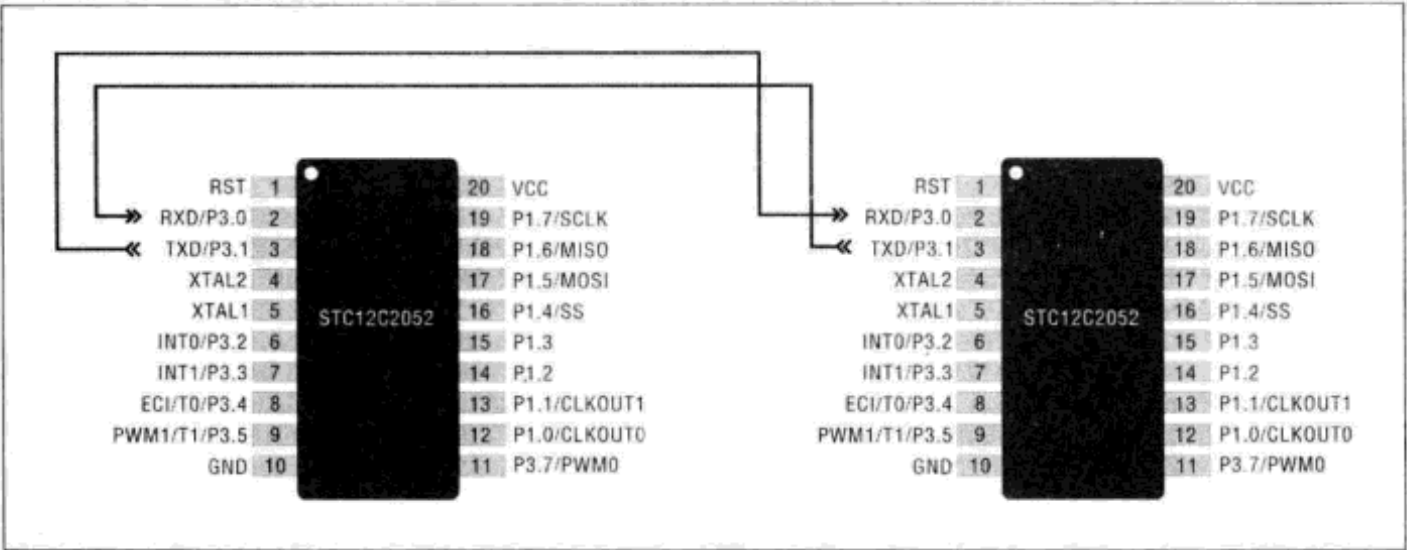 RST 1 20 VCC
RXD/P3.0 2 19 P1.7/SCLK
TXD/P3.1 3 18 P1.6/MISO
XTAL2 4 17 P1.5/MOSI
XTAL1 5 16 P1.4/SS
STC12C2052
INT0/P3.2 6 15 P1.3
INT1/P3.3 7 14 P1.2
ECI/T0/P3.4 8 13 P1.1/CLKOUT1
PWM1/T1/P3.5 9 12 P1.0/CLKOUT0
GND 10 11 P3.7/PWM0
RST 1 20 VCC
RXD/P3.0 2 19 P1.7/SCLK
TXD/P3.1 3 18 P1.6/MISO
XTAL2 4 17 P1.5/MOSI
XTAL1 5 16 P1.4/SS
STC12C2052
INT0/P3.2 6 15 P1.3
INT1/P3.3 7 14 P1.2
ECI/T0/P3.4 8 13 P1.1/CLKOUT1
PWM1/T1/P3.5 9 12 P1.0/CLKOUT0
GND 10 11 P3.7/PWM0